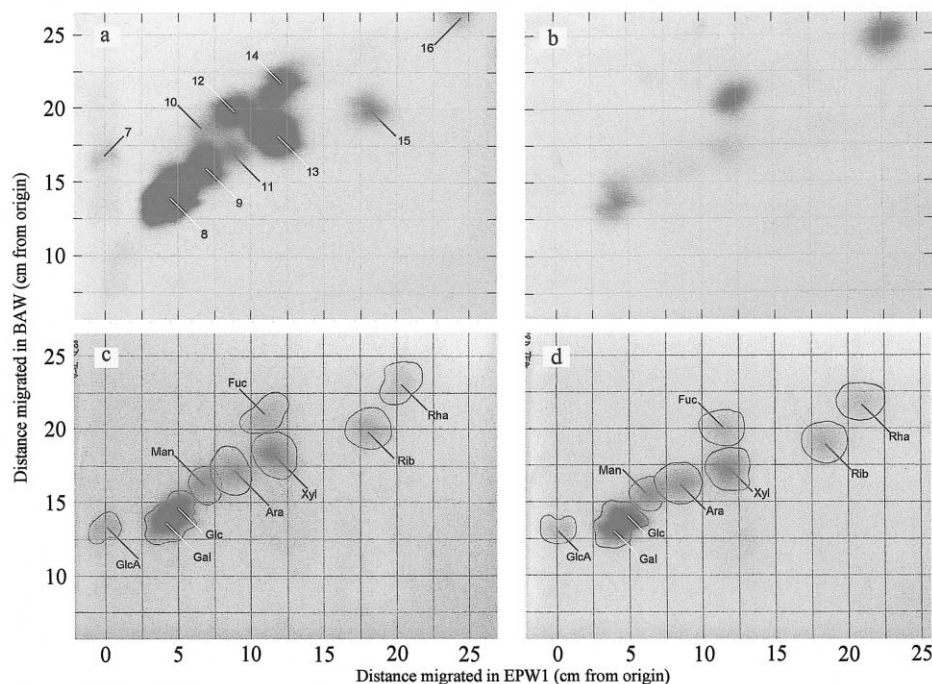 a
b
25
20
15
10
7
8
9
10
11
12
13
14
15
16
c
d
25
20
15
10
Fuc
Rha
Man
Rib
Xyl
Ara
Glc
GlcA
Gal
Fuc
Rha
Man
Rib
Xyl
Ara
Glc
GlcA
Gal
0 5 10 15 20 25
0 5 10 15 20 25
Distance migrated in BAW (cm from origin)
Distance migrated in EPW1 (cm from origin)